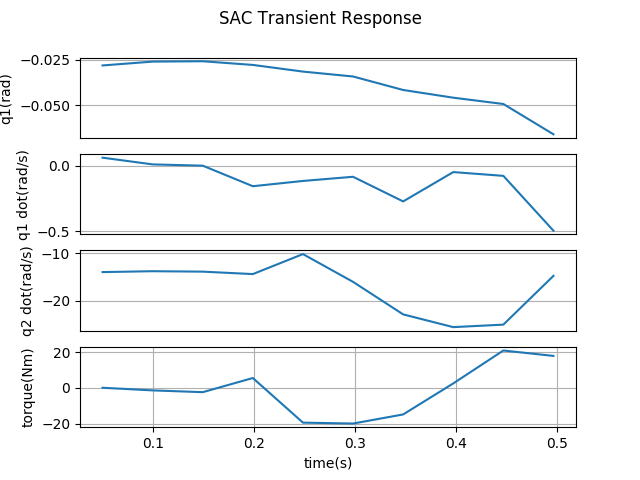 SAC Transient Response
−0.025
−0.050
q1(rad)
0.0
−0.5
q1 dot(rad/s)
−10
−20
q2 dot(rad/s)
20
0
−20
torque(Nm)
0.1 0.2 0.3 0.4 0.5
time(s)